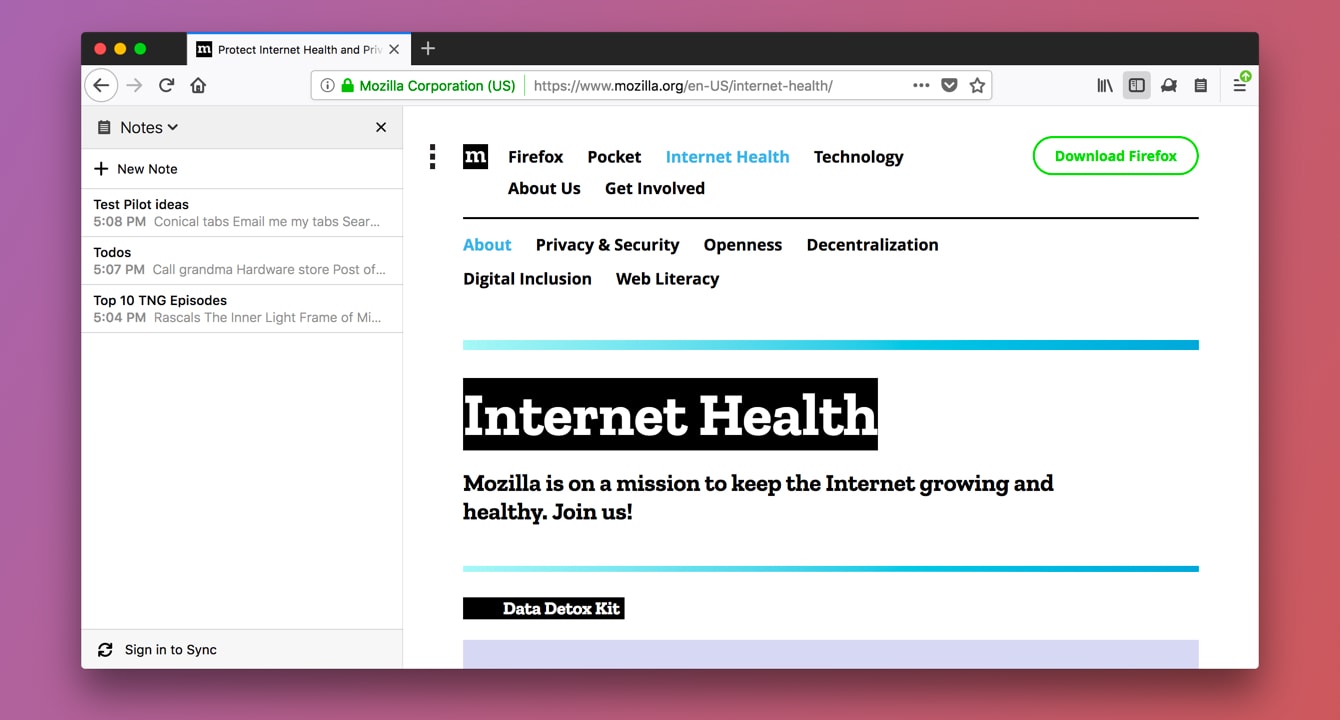 m Protect Internet Health and Priv
Mozilla Corporation (US) https://www.mozilla.org/en-US/internet-health/
Notes
New Note
Test Pilot ideas
5:08 PM Conical tabs Email me my tabs Sear...
Todos
5:07 PM Call grandma Hardware store Post of...
Top 10 TNG Episodes
5:04 PM Rascals The Inner Light Frame of Mi...
Sign in to Sync
m Firefox Pocket Internet Health Technology
About Us Get Involved
Download Firefox
About Privacy & Security Openness Decentralization
Digital Inclusion Web Literacy
Internet Health
Mozilla is on a mission to keep the Internet growing and
healthy. Join us!
Data Detox Kit